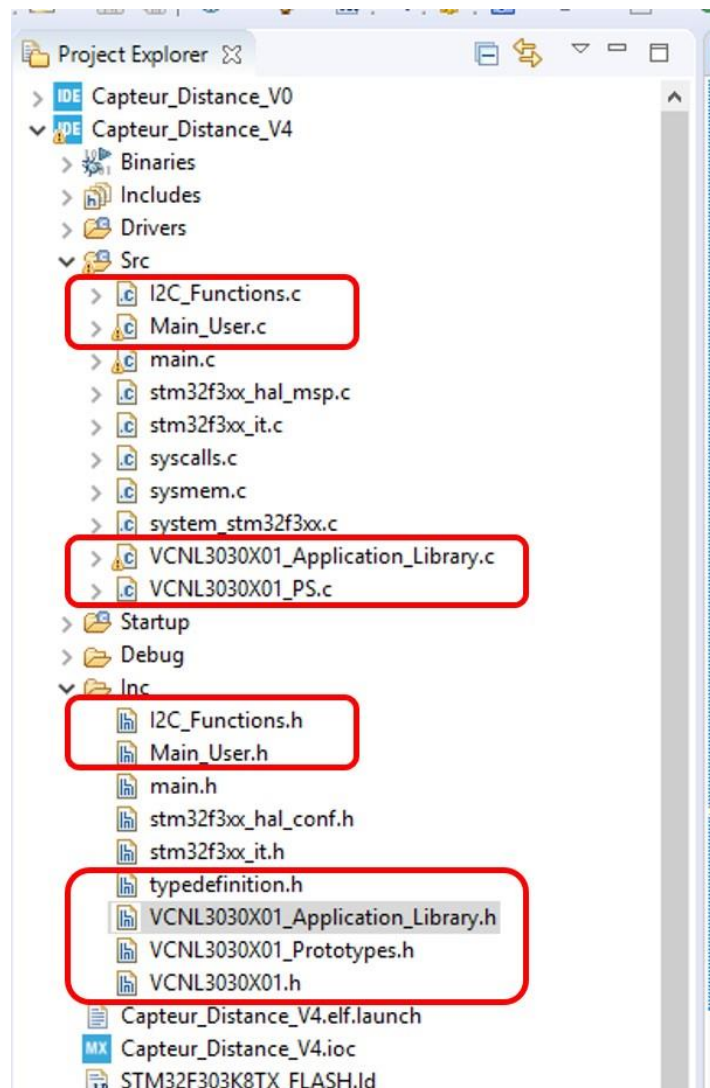 Project Explorer
IDE Capteur_Distance_V0
IDE Capteur_Distance_V4
Binaries
Includes
Drivers
Src
I2C_Functions.c
Main_User.c
main.c
stm32f3xx_hal_msp.c
stm32f3xx_it.c
syscalls.c
sysmem.c
system_stm32f3xx.c
VCNL3030X01_Application_Library.c
VCNL3030X01_PS.c
Startup
Debug
Inc
I2C_Functions.h
Main_User.h
main.h
stm32f3xx_hal_conf.h
stm32f3xx_it.h
typedefinition.h
VCNL3030X01_Application_Library.h
VCNL3030X01_Prototypes.h
VCNL3030X01.h
Capteur_Distance_V4.elf.launch
MX Capteur_Distance_V4.ioc
STM32F303K8TX_FLASH.ld